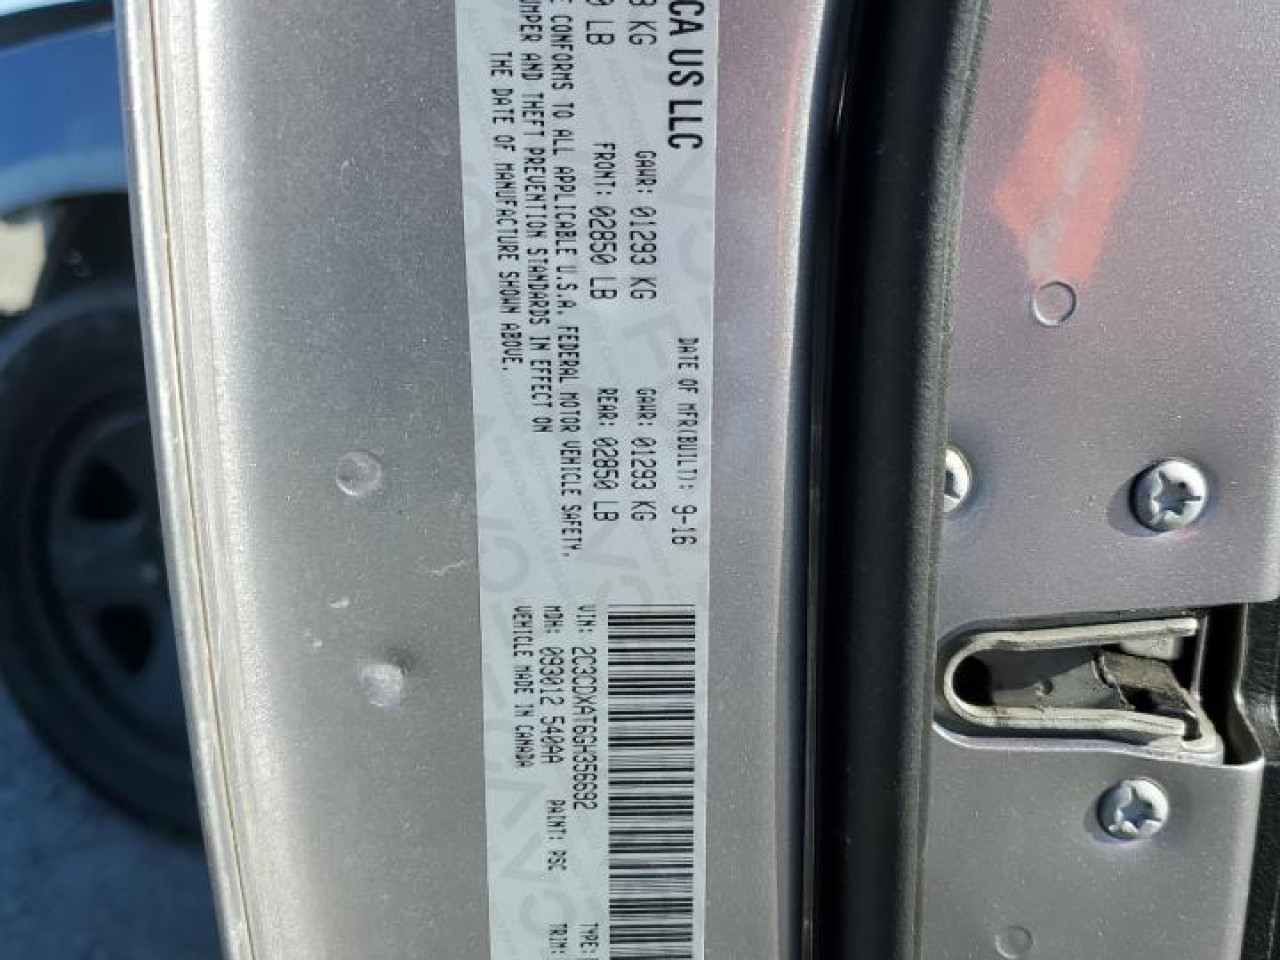 CA US LLC
DATE OF MFR(BUILT): 9-16
KG GAWR: 01293 KG GAWR: 01293 KG
LB FRONT: 02850 LB REAR: 02850 LB
CONFORMS TO ALL APPLICABLE U.S.A. FEDERAL MOTOR VEHICLE SAFETY,
UMPER AND THEFT PREVENTION STANDARDS IN EFFECT ON
THE DATE OF MANUFACTURE SHOWN ABOVE.
VIN: 2C3CDXAT6GH356692 TYPE:
MDH: 093012 540AA PAINT: PSC TRIM:
VEHICLE MADE IN CANADA